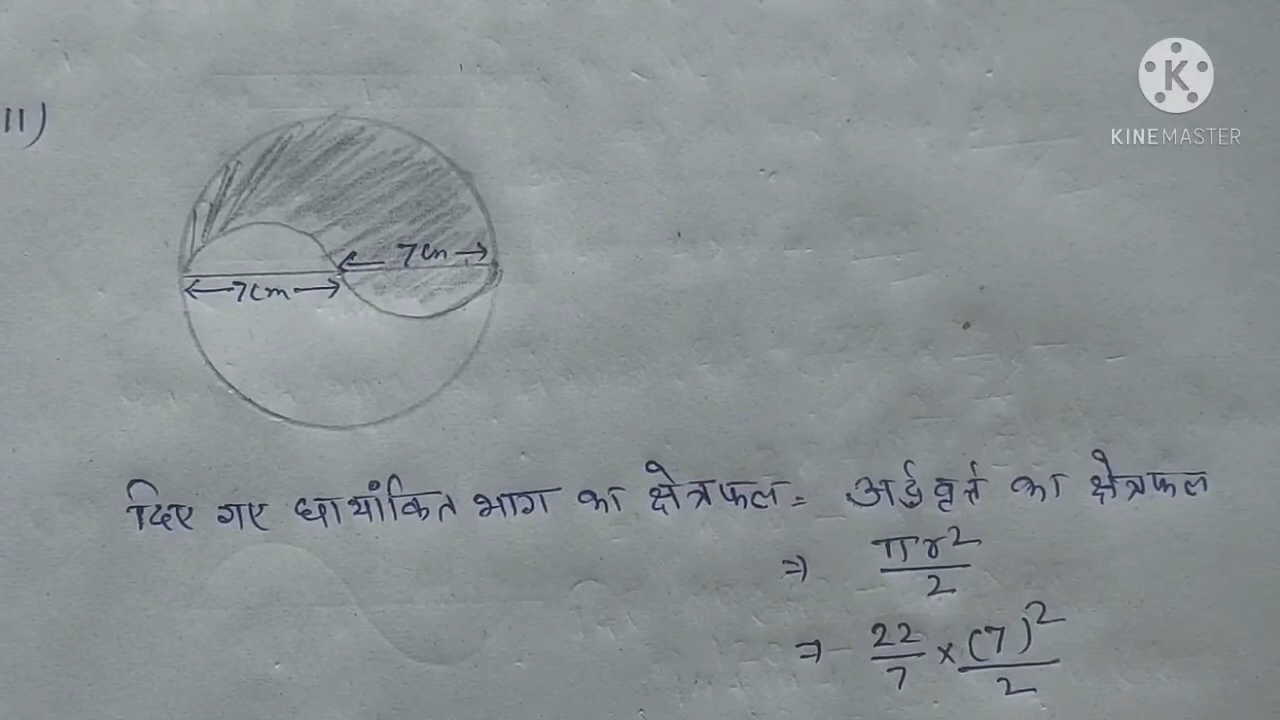 11)
K
KINEMASTER
7cm
7cm
दिए गए छायांकित भाग का क्षेत्रफल = अर्द्धवृत्त का क्षेत्रफल
⇒ πr²/2
⇒ 22/7 × (7)²/2